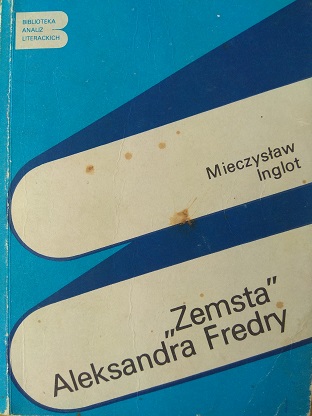 BIBLIOTEKA
ANALIZ
LITERACKICH
Mieczysław
Inglot
„Zemsta”
Aleksandra Fredry